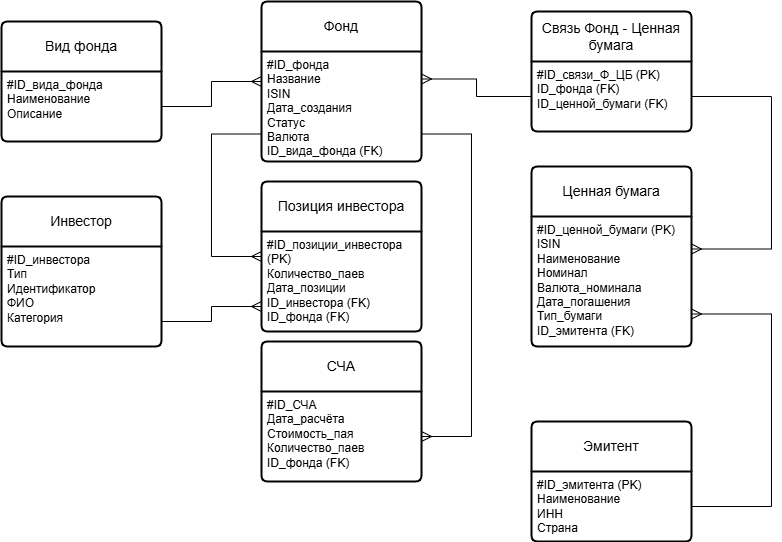 Вид фонда
#ID_вида_фонда
Наименование
Описание
Фонд
#ID_фонда
Название
ISIN
Дата_создания
Статус
Валюта
ID_вида_фонда (FK)
Связь Фонд - Ценная
бумага
#ID_связи_Ф_ЦБ (PK)
ID_фонда (FK)
ID_ценной_бумаги (FK)
Инвестор
#ID_инвестора
Тип
Идентификатор
ФИО
Категория
Позиция инвестора
#ID_позиции_инвестора
(PK)
Количество_паев
Дата_позиции
ID_инвестора (FK)
ID_фонда (FK)
Ценная бумага
#ID_ценной_бумаги (PK)
ISIN
Наименование
Номинал
Валюта_номинала
Дата_погашения
Тип_бумаги
ID_эмитента (FK)
СЧА
#ID_СЧА
Дата_расчёта
Стоимость_пая
Количество_паев
ID_фонда (FK)
Эмитент
#ID_эмитента (PK)
Наименование
ИНН
Страна